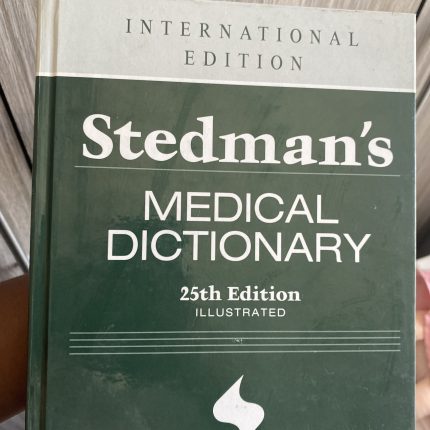 INTERNATIONAL
EDITION
Stedman's
MEDICAL
DICTIONARY
25th Edition
ILLUSTRATED